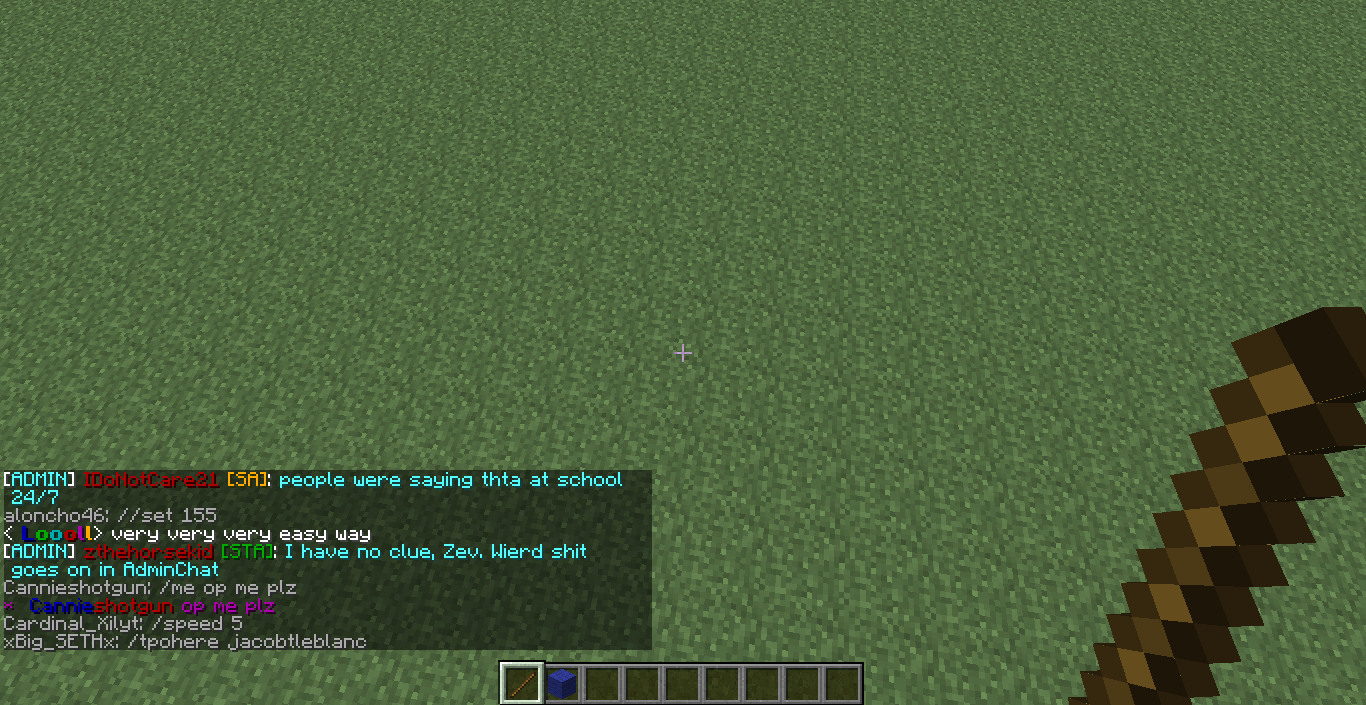 [ADMIN] IDoNotCare21 [SA]: people were saying thta at school
24/7
aloncho46: //set 155
< Loooll> very very very easy way
[ADMIN] zthehorsekid [STA]: I have no clue, Zev. Wierd shit
goes on in AdminChat
Cannieshotgun: /me op me plz
* Cannieshotgun op me plz
Cardinal_Xilyt: /speed 5
xBig_SETHx: /tpohere jacobtleblanc